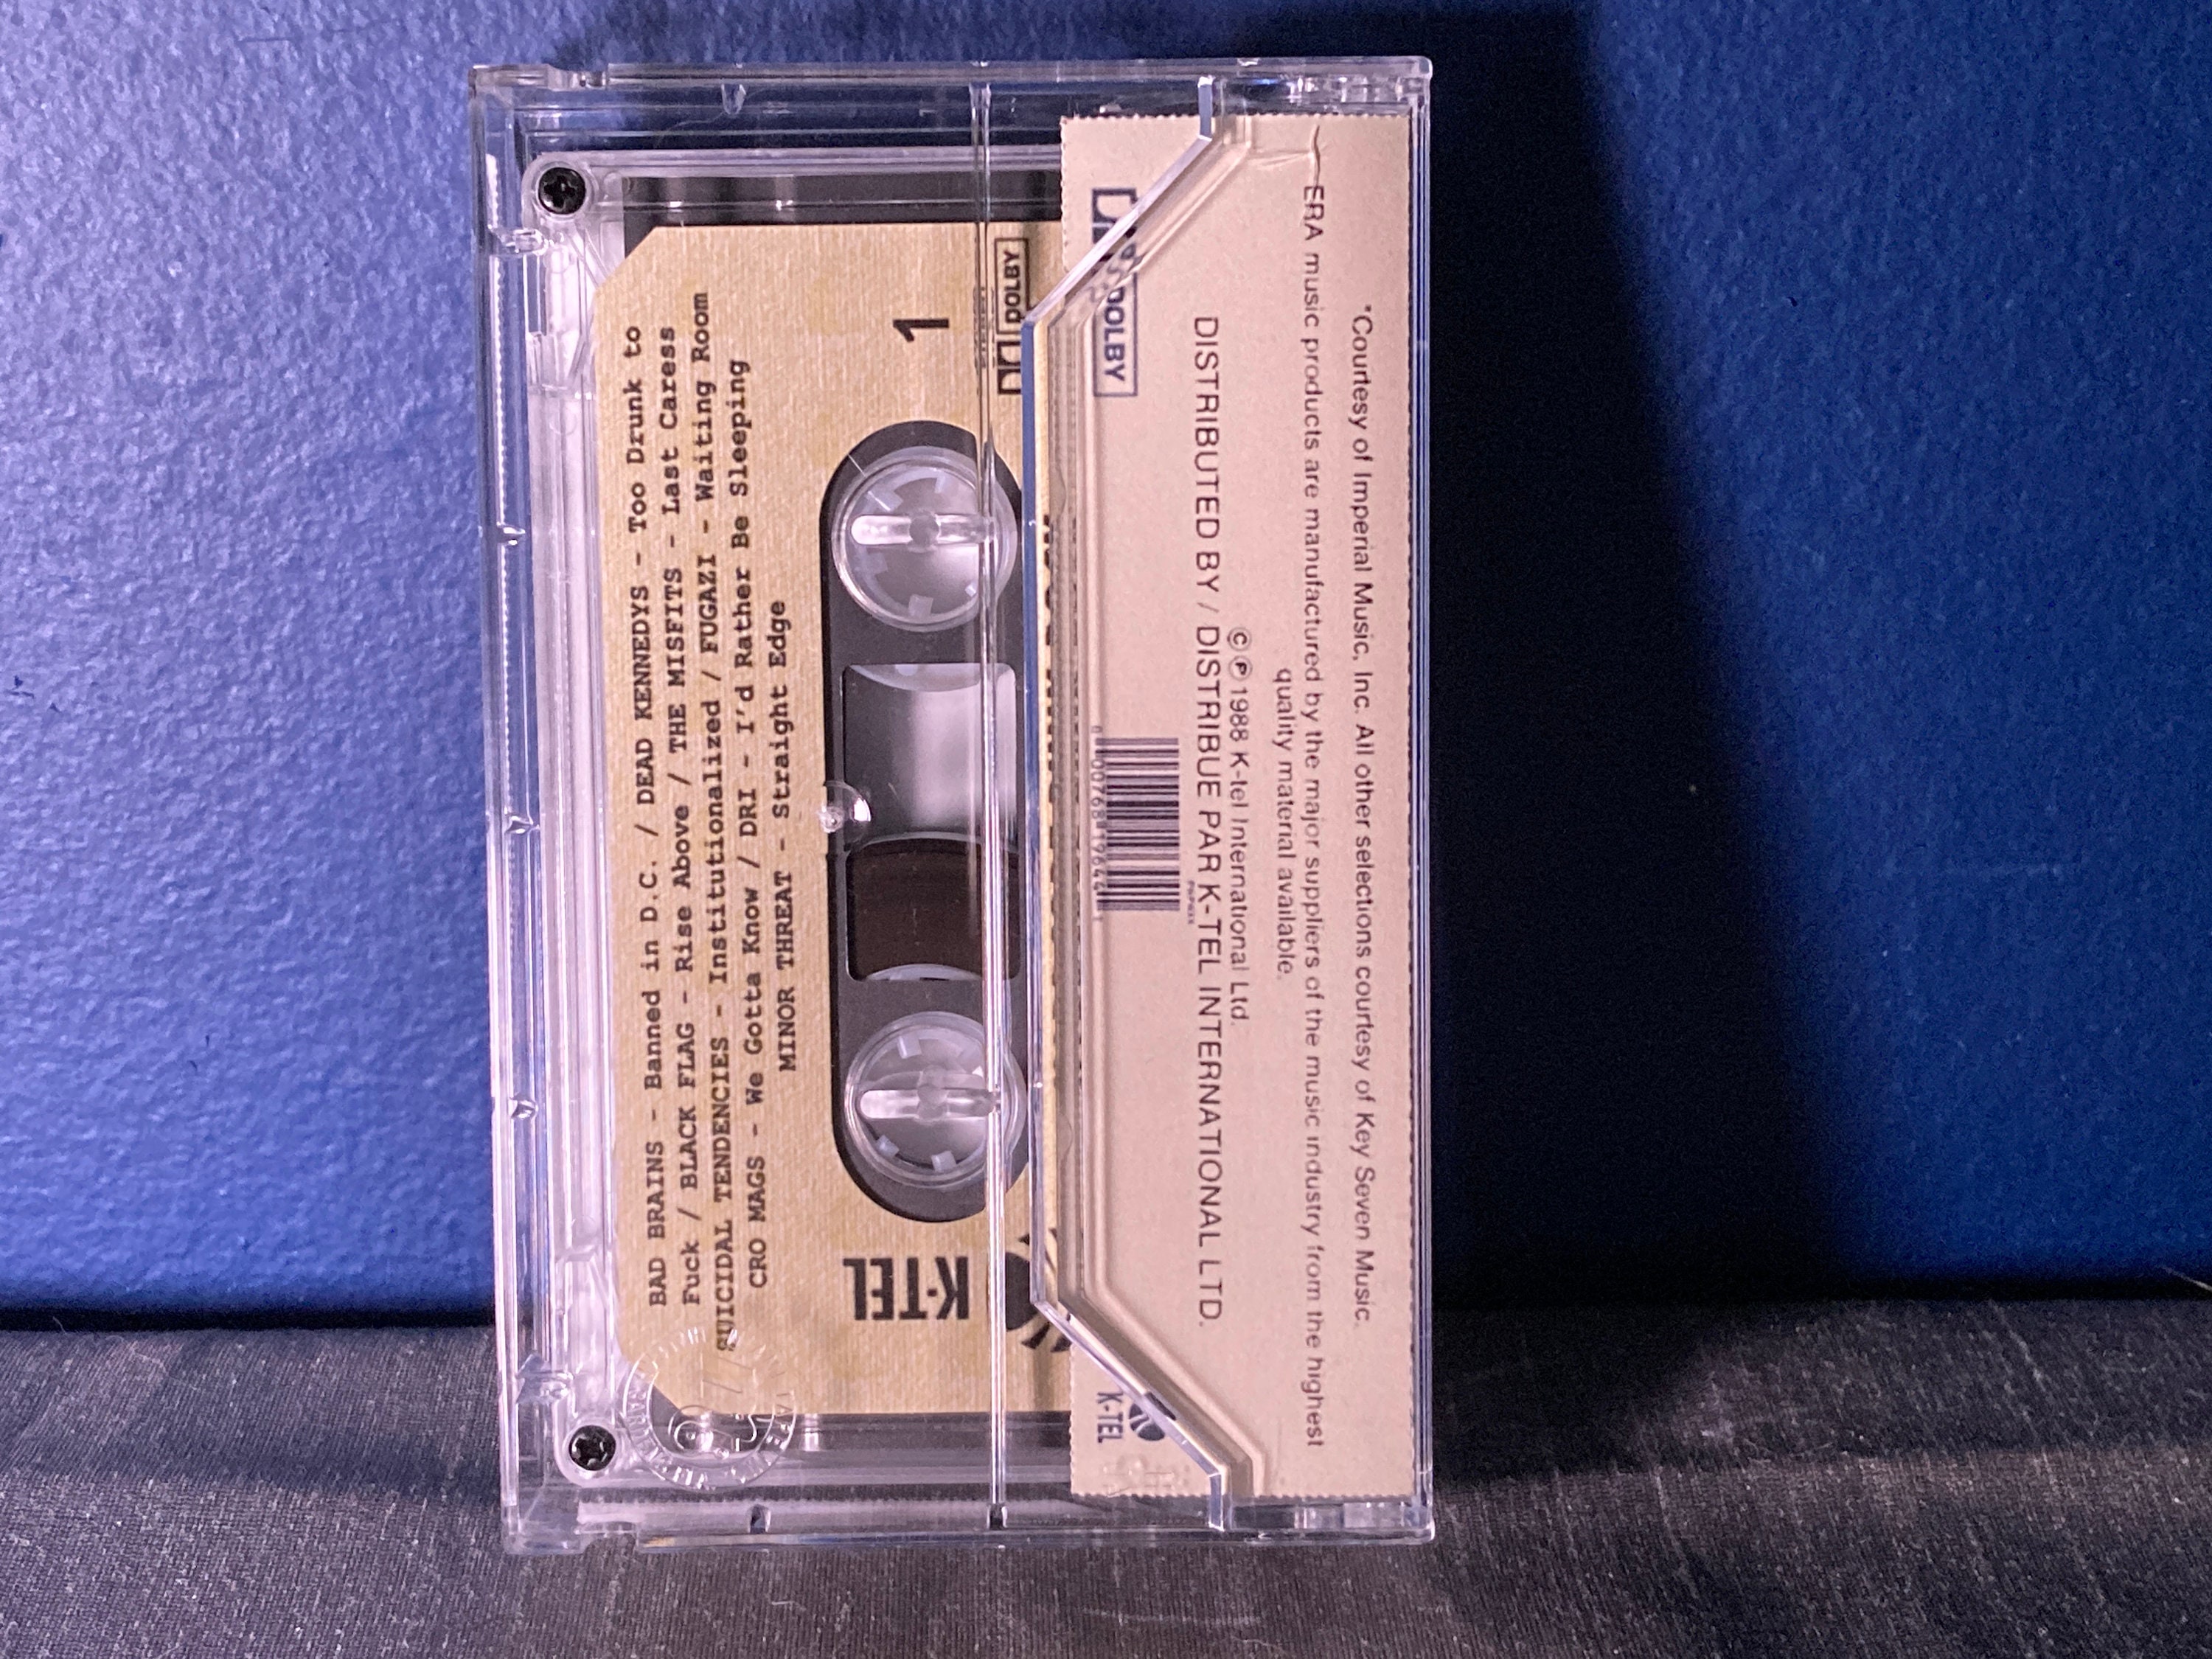 BAD BRAINS - Banned in D.C. / DEAD KENNEDYS - Too Drunk to
Fuck / BLACK FLAG - Rise Above / THE MISFITS - Last Caress
SUICIDAL TENDENCIES - Institutionalized / FUGAZI - Waiting Room
CRO MAGS - We Gotta Know / DRI - I'd Rather Be Sleeping
MINOR THREAT - Straight Edge
1
DOLBY
K-TEL
*Courtesy of Imperial Music, Inc. All other selections courtesy of Key Seven Music.
ERA music products are manufactured by the major suppliers of the music industry from the highest
quality material available.
© ℗ 1988 K-tel International Ltd.
DISTRIBUTED BY / DISTRIBUE PAR K-TEL INTERNATIONAL LTD.
DOLBY
K-TEL